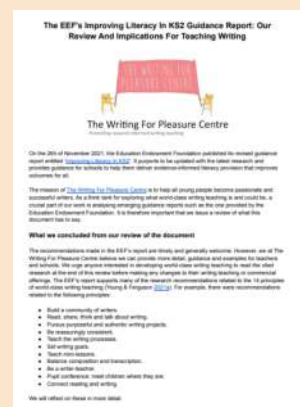 The EEF's Improving Literacy In KS2 Guidance Report: Our
Review And Implications For Teaching Writing
THE WRITING FOR
PLEASURE CENTRE
The Writing For Pleasure Centre
Promoting research-informed writing teaching
On the 26th of November 2021, the Education Endowment Foundation published its revised guidance
report entitled 'Improving Literacy In KS2'. It purports to be updated with the latest research and
provides guidance for schools to help them deliver evidence-informed literacy provision that improves
outcomes for all.
The mission of The Writing For Pleasure Centre is to help all young people become passionate and
successful writers. As a think tank for exploring what world-class writing teaching is and could be, a
crucial part of our work is analysing emerging guidance reports such as the one provided by the
Education Endowment Foundation. It is therefore important that we issue a review of what this
document has to say.
What we concluded from our review of the document
The recommendations made in the EEF's report are timely and generally welcome. However, we at The
Writing For Pleasure Centre believe we can provide more detail, guidance and examples for teachers
and schools. We urge anyone interested in developing world-class writing teaching to read the cited
research at the end of this review before making any changes to their writing teaching or commercial
offerings. The EEF's report supports many of the research recommendations related to the 14 principles
of world-class writing teaching (Young & Ferguson 2021a). For example, there were recommendations
related to the following principles:
● Build a community of writers.
● Read, share, think and talk about writing.
● Pursue purposeful and authentic writing projects.
● Be reassuringly consistent.
● Teach the writing processes.
● Set writing goals.
● Teach mini-lessons.
● Balance composition and transcription.
● Be a writer-teacher.
● Pupil conference: meet children where they are.
● Connect reading and writing.
We will reflect on these in more detail.